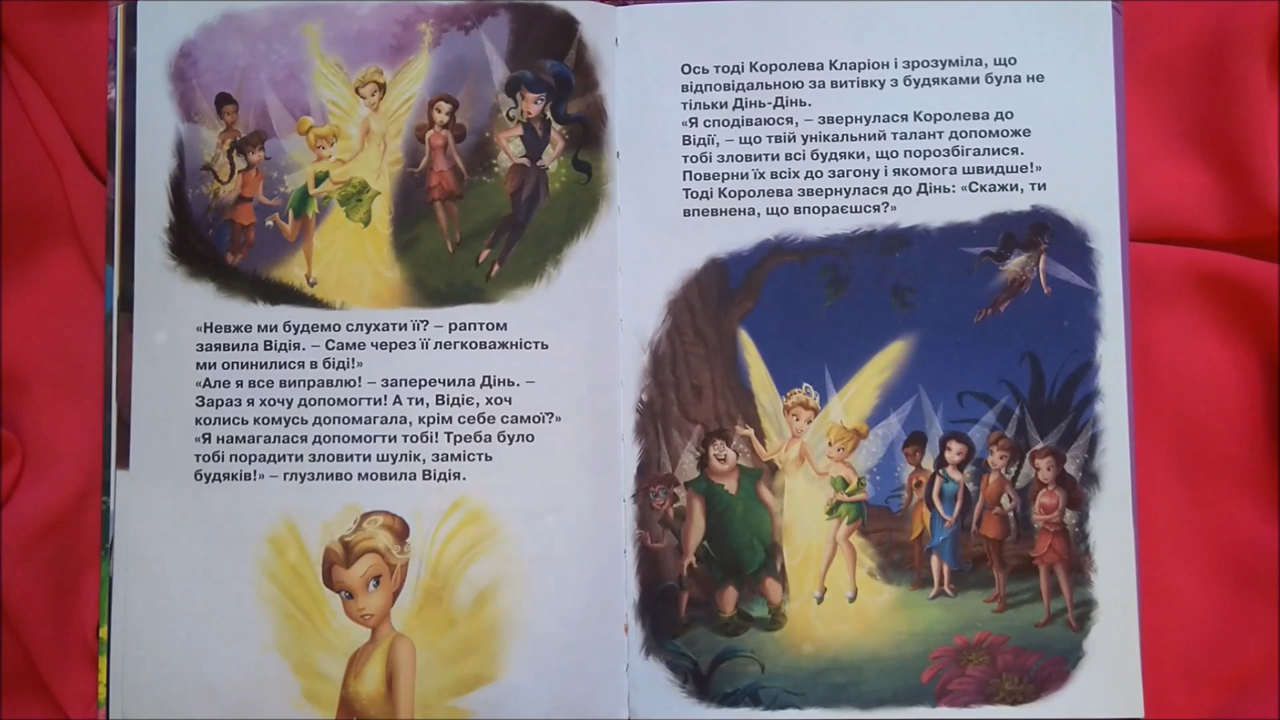 «Невже ми будемо слухати її? – раптом
заявила Відія. – Саме через її легковажність
ми опинилися в біді!»
«Але я все виправлю! – заперечила Дінь. –
Зараз я хочу допомогти! А ти, Відіє, хоч
колись комусь допомагала, крім себе самої?»
«Я намагалася допомогти тобі! Треба було
тобі порадити зловити шулік, замість
будяків!» – глузливо мовила Відія.
Ось тоді Королева Кларіон і зрозуміла, що
відповідальною за витівку з будяками була не
тільки Дінь-Дінь.
«Я сподіваюся, – звернулася Королева до
Відії, – що твій унікальний талант допоможе
тобі зловити всі будяки, що порозбігалися.
Поверни їх всіх до загону і якомога швидше!»
Тоді Королева звернулася до Дінь: «Скажи, ти
впевнена, що впораєшся?»